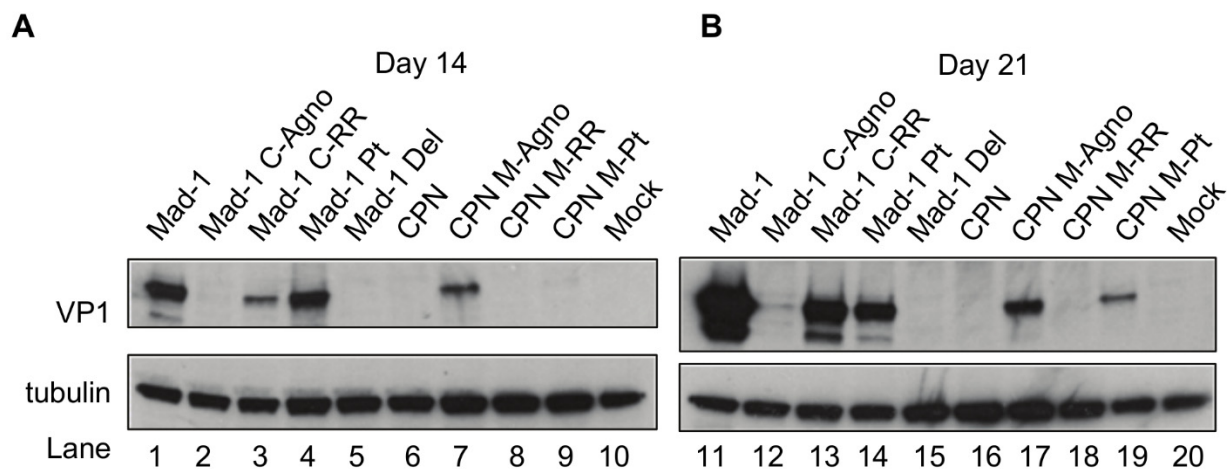 A
Day 14
Mad-1
Mad-1 C-Agno
Mad-1 C-RR
Mad-1 Pt
Mad-1 Del
CPN
CPN M-Agno
CPN M-RR
CPN M-Pt
Mock
VP1
tubulin
Lane 1 2 3 4 5 6 7 8 9 10
B
Day 21
Mad-1
Mad-1 C-Agno
Mad-1 C-RR
Mad-1 Pt
Mad-1 Del
CPN
CPN M-Agno
CPN M-RR
CPN M-Pt
Mock
11 12 13 14 15 16 17 18 19 20